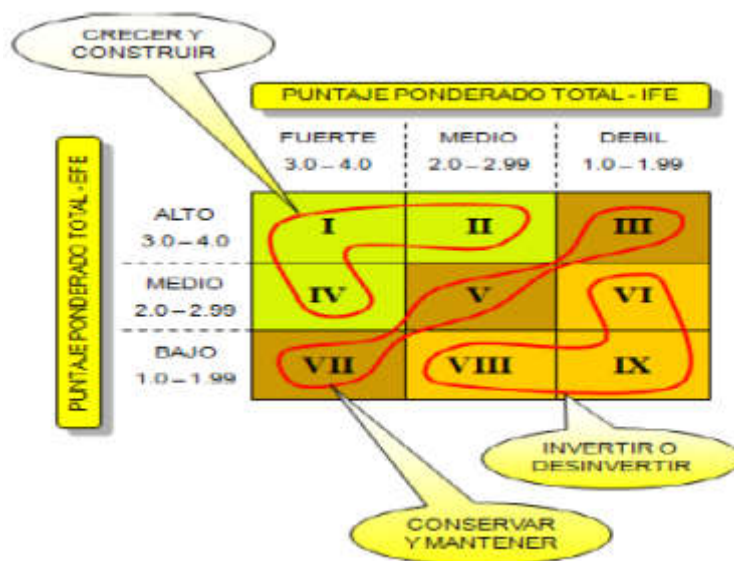 CRECER Y
CONSTRUIR
PUNTAJE PONDERADO TOTAL - IFE
PUNTAJE PONDERADO TOTAL - EFE
FUERTE
3.0 – 4.0
MEDIO
2.0 – 2.99
DEBIL
1.0 – 1.99
ALTO
3.0 – 4.0
I
II
III
MEDIO
2.0 – 2.99
IV
V
VI
BAJO
1.0 – 1.99
VII
VIII
IX
INVERTIR O
DESINVERTIR
CONSERVAR
Y MANTENER